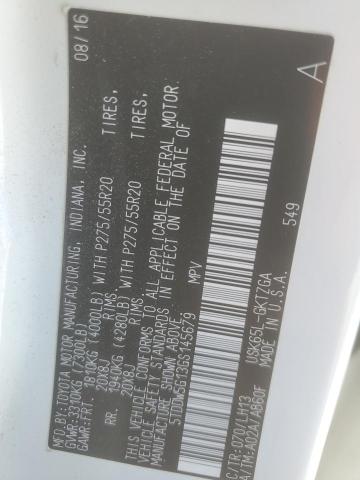 MFD.BY:TOYOTA MOTOR MANUFACTURING, INDIANA, INC. 08/16
GVWR:3310KG (7300LB)
GAWR:FRT. 1810KG (4000LB) WITH P275/55R20 TIRES,
20X8J RIMS
RR. 1940KG (4280LB) WITH P275/55R20 TIRES,
20X8J RIMS
THIS VEHICLE CONFORMS TO ALL APPLICABLE FEDERAL MOTOR
VEHICLE SAFETY STANDARDS IN EFFECT ON THE DATE OF
MANUFACTURE SHOWN ABOVE.
5TDDW5G13GS145679 MPV
C/TR:070/LH13 USK65L-GKTZGA
A/TM:A02A/AB60F MADE IN U.S.A. 549 A